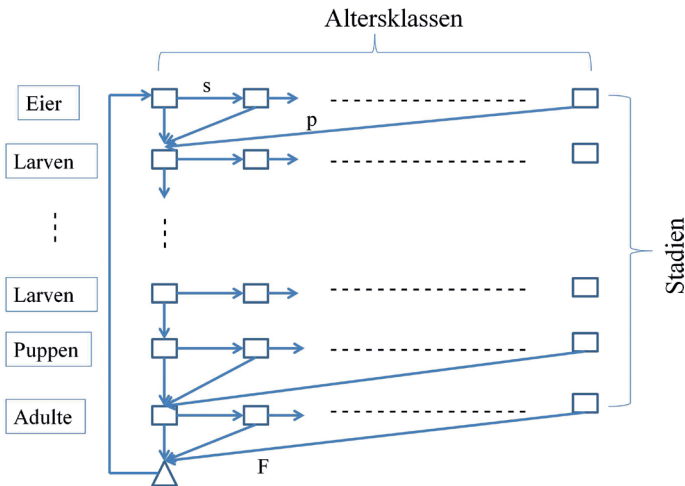 Altersklassen
Eier
s
p
Larven
Stadien
Larven
Puppen
Adulte
F